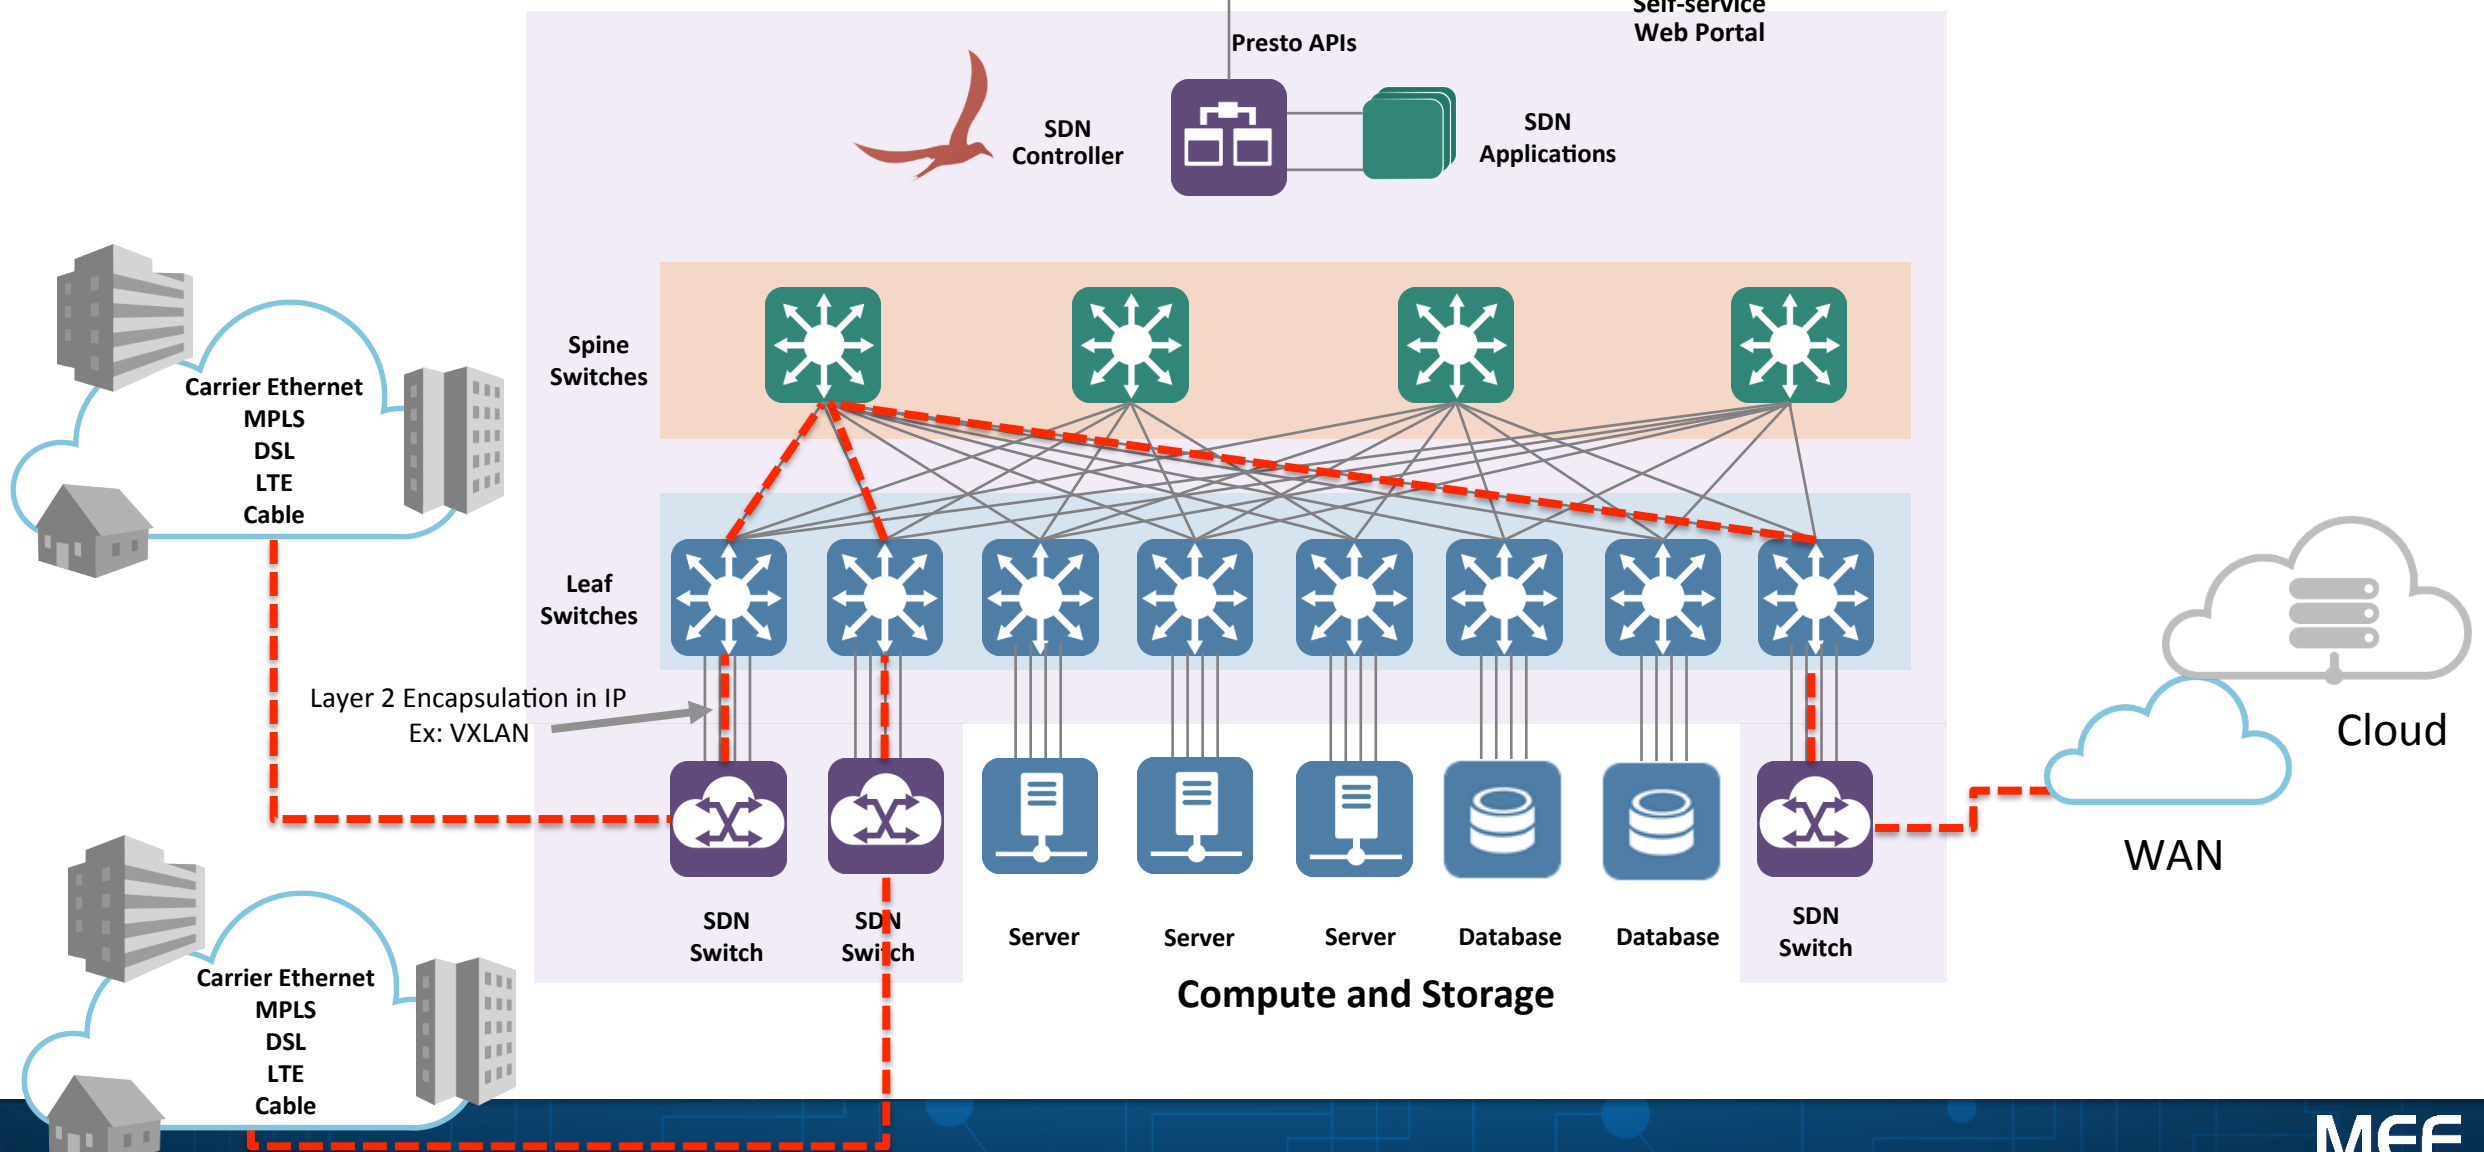 Self-service
Web Portal
Presto APIs
SDN
Controller
SDN
Applications
Spine
Switches
Carrier Ethernet
MPLS
DSL
LTE
Cable
Leaf
Switches
Layer 2 Encapsulation in IP
Ex: VXLAN
Cloud
WAN
SDN
Switch
SDN
Switch
Server
Server
Server
Database
Database
SDN
Switch
Compute and Storage
Carrier Ethernet
MPLS
DSL
LTE
Cable
MEF